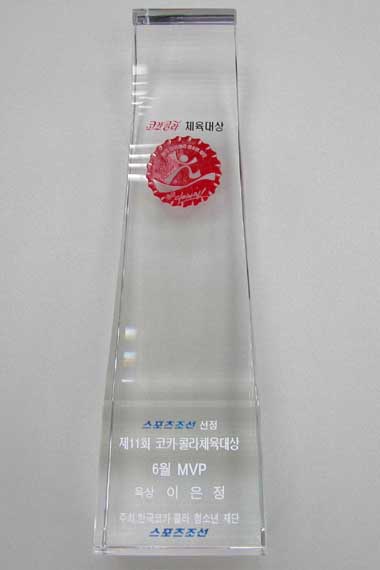 코카콜라 체육대상
스포츠조선 선정
제11회 코카·콜라체육대상
6월 MVP
육상 이 은 정
주최 한국코카·콜라 청소년 재단
스포츠조선